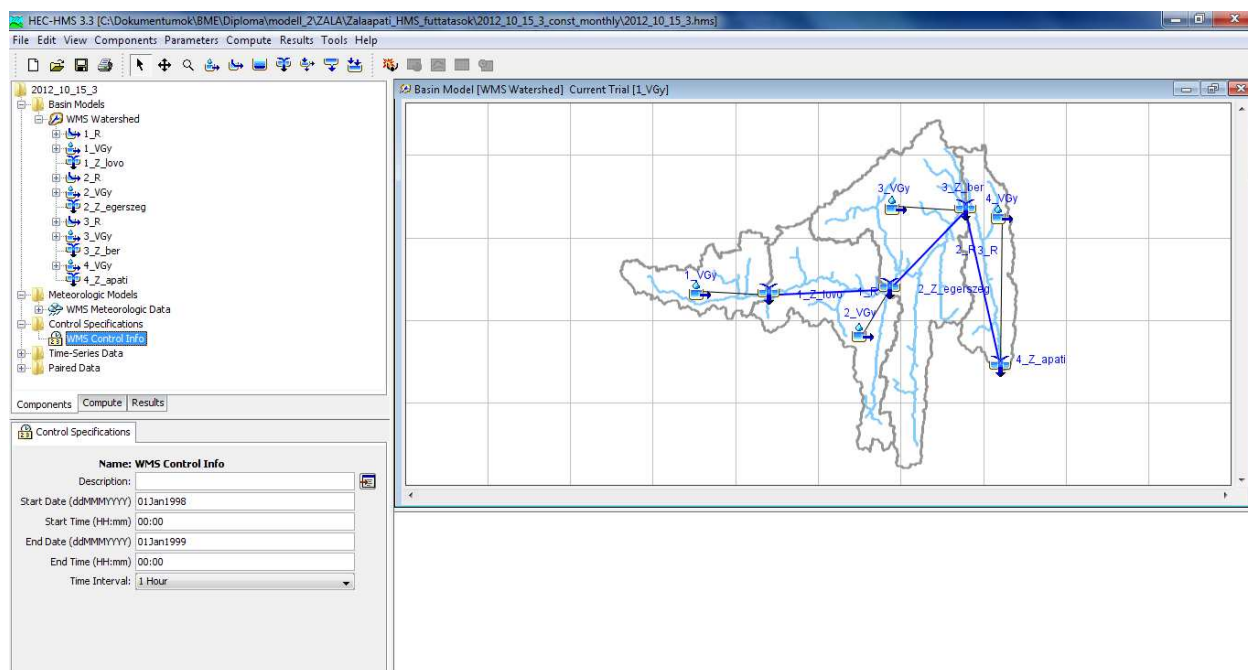 HEC-HMS 3.3 [C:\Dokumentumok\BME\Diploma\modell_2\ZALA\Zalaapati_HMS_futtatasok\2012_10_15_3_const_monthly\2012_10_15_3.hms]
File Edit View Components Parameters Compute Results Tools Help
2012_10_15_3
Basin Models
WMS Watershed
1_R
1_VGy
1_Z_lovo
2_R
2_VGy
2_Z_egerszeg
3_R
3_VGy
3_Z_ber
4_VGy
4_Z_apati
Meteorologic Models
WMS Meteorologic Data
Control Specifications
WMS Control Info
Time-Series Data
Paired Data
Components Compute Results
Control Specifications
Name: WMS Control Info
Description:
Start Date (ddMMMYYYY) 01Jan1998
Start Time (HH:mm) 00:00
End Date (ddMMMYYYY) 01Jan1999
End Time (HH:mm) 00:00
Time Interval: 1 Hour
Basin Model [WMS Watershed] Current Trial [1_VGy]
3_VGy 3_Z_ber 4_VGy
2_R 3_R
1_VGy 1_Z_lovo 1_R 2_Z_egerszeg
2_VGy
4_Z_apati